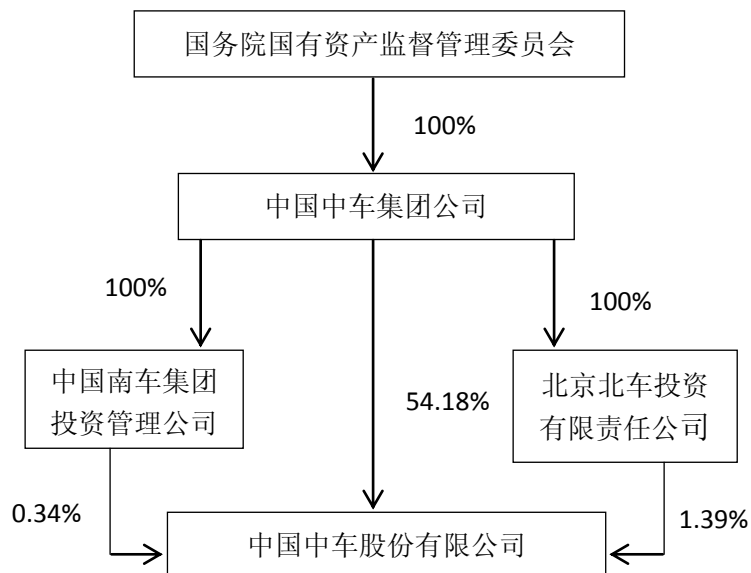 国务院国有资产监督管理委员会
100%
中国中车集团公司
100%
100%
中国南车集团
投资管理公司
54.18%
北京北车投资
有限责任公司
0.34%
1.39%
中国中车股份有限公司